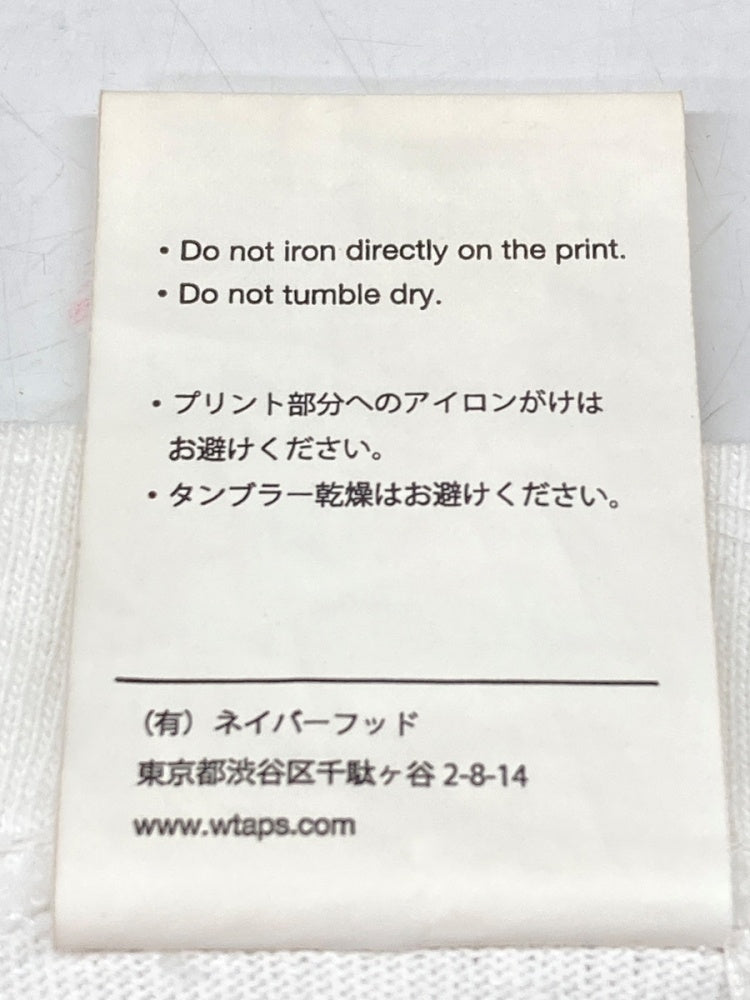 ・Do not iron directly on the print.
・Do not tumble dry.
・プリント部分へのアイロンがけは
お避けください。
・タンブラー乾燥はお避けください。
（有）ネイバーフッド
東京都渋谷区千駄ヶ谷 2-8-14
www.wtaps.com